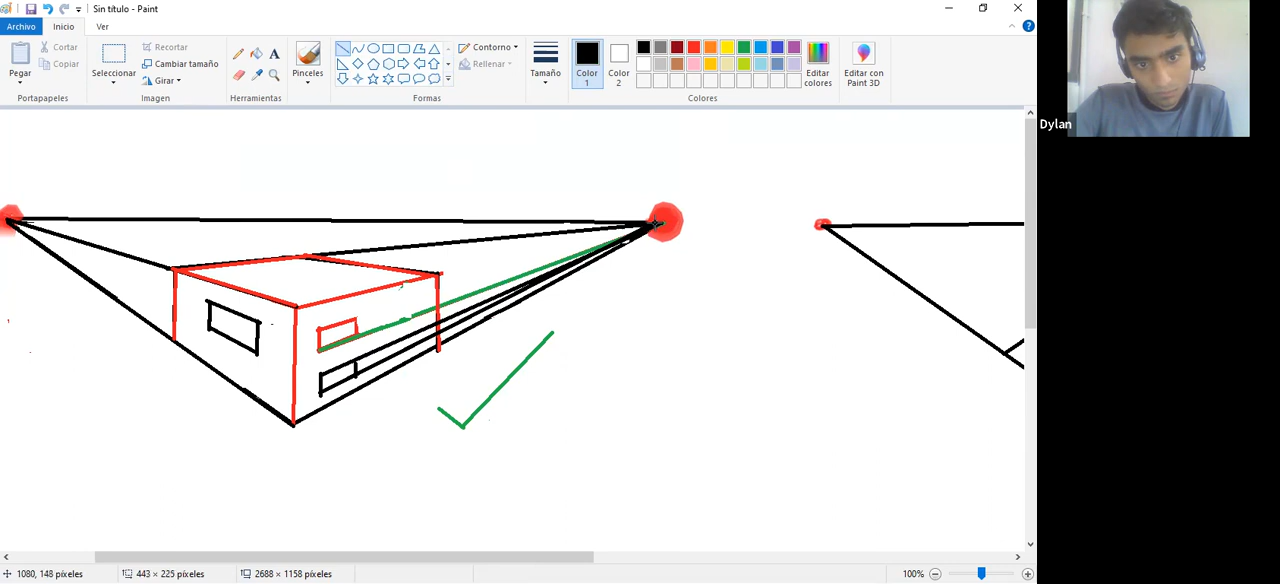 Sin título - Paint
Archivo Inicio Ver
Pegar
Cortar
Copiar
Portapapeles
Seleccionar
Recortar
Cambiar tamaño
Girar
Imagen
A
Herramientas
Pinceles
Contorno
Rellenar
Formas
Tamaño
Color
1
Color
2
Editar
colores
Colores
Editar con
Paint 3D
Dylan
1080, 148 píxeles 443 × 225 píxeles 2688 × 1158 píxeles 100%